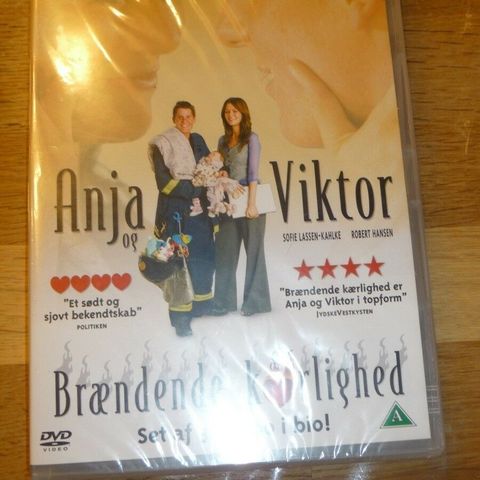 Anja
og
Viktor
SOFIE LASSEN-KAHLKE ROBERT HANSEN
"Et sødt og
sjovt bekendtskab"
POLITIKEN
"Brændende kærlighed er
Anja og Viktor i topform"
JYDSKEVESTKYSTEN
Brændende kærlighed
Set af i bio!
A
DVD
VIDEO